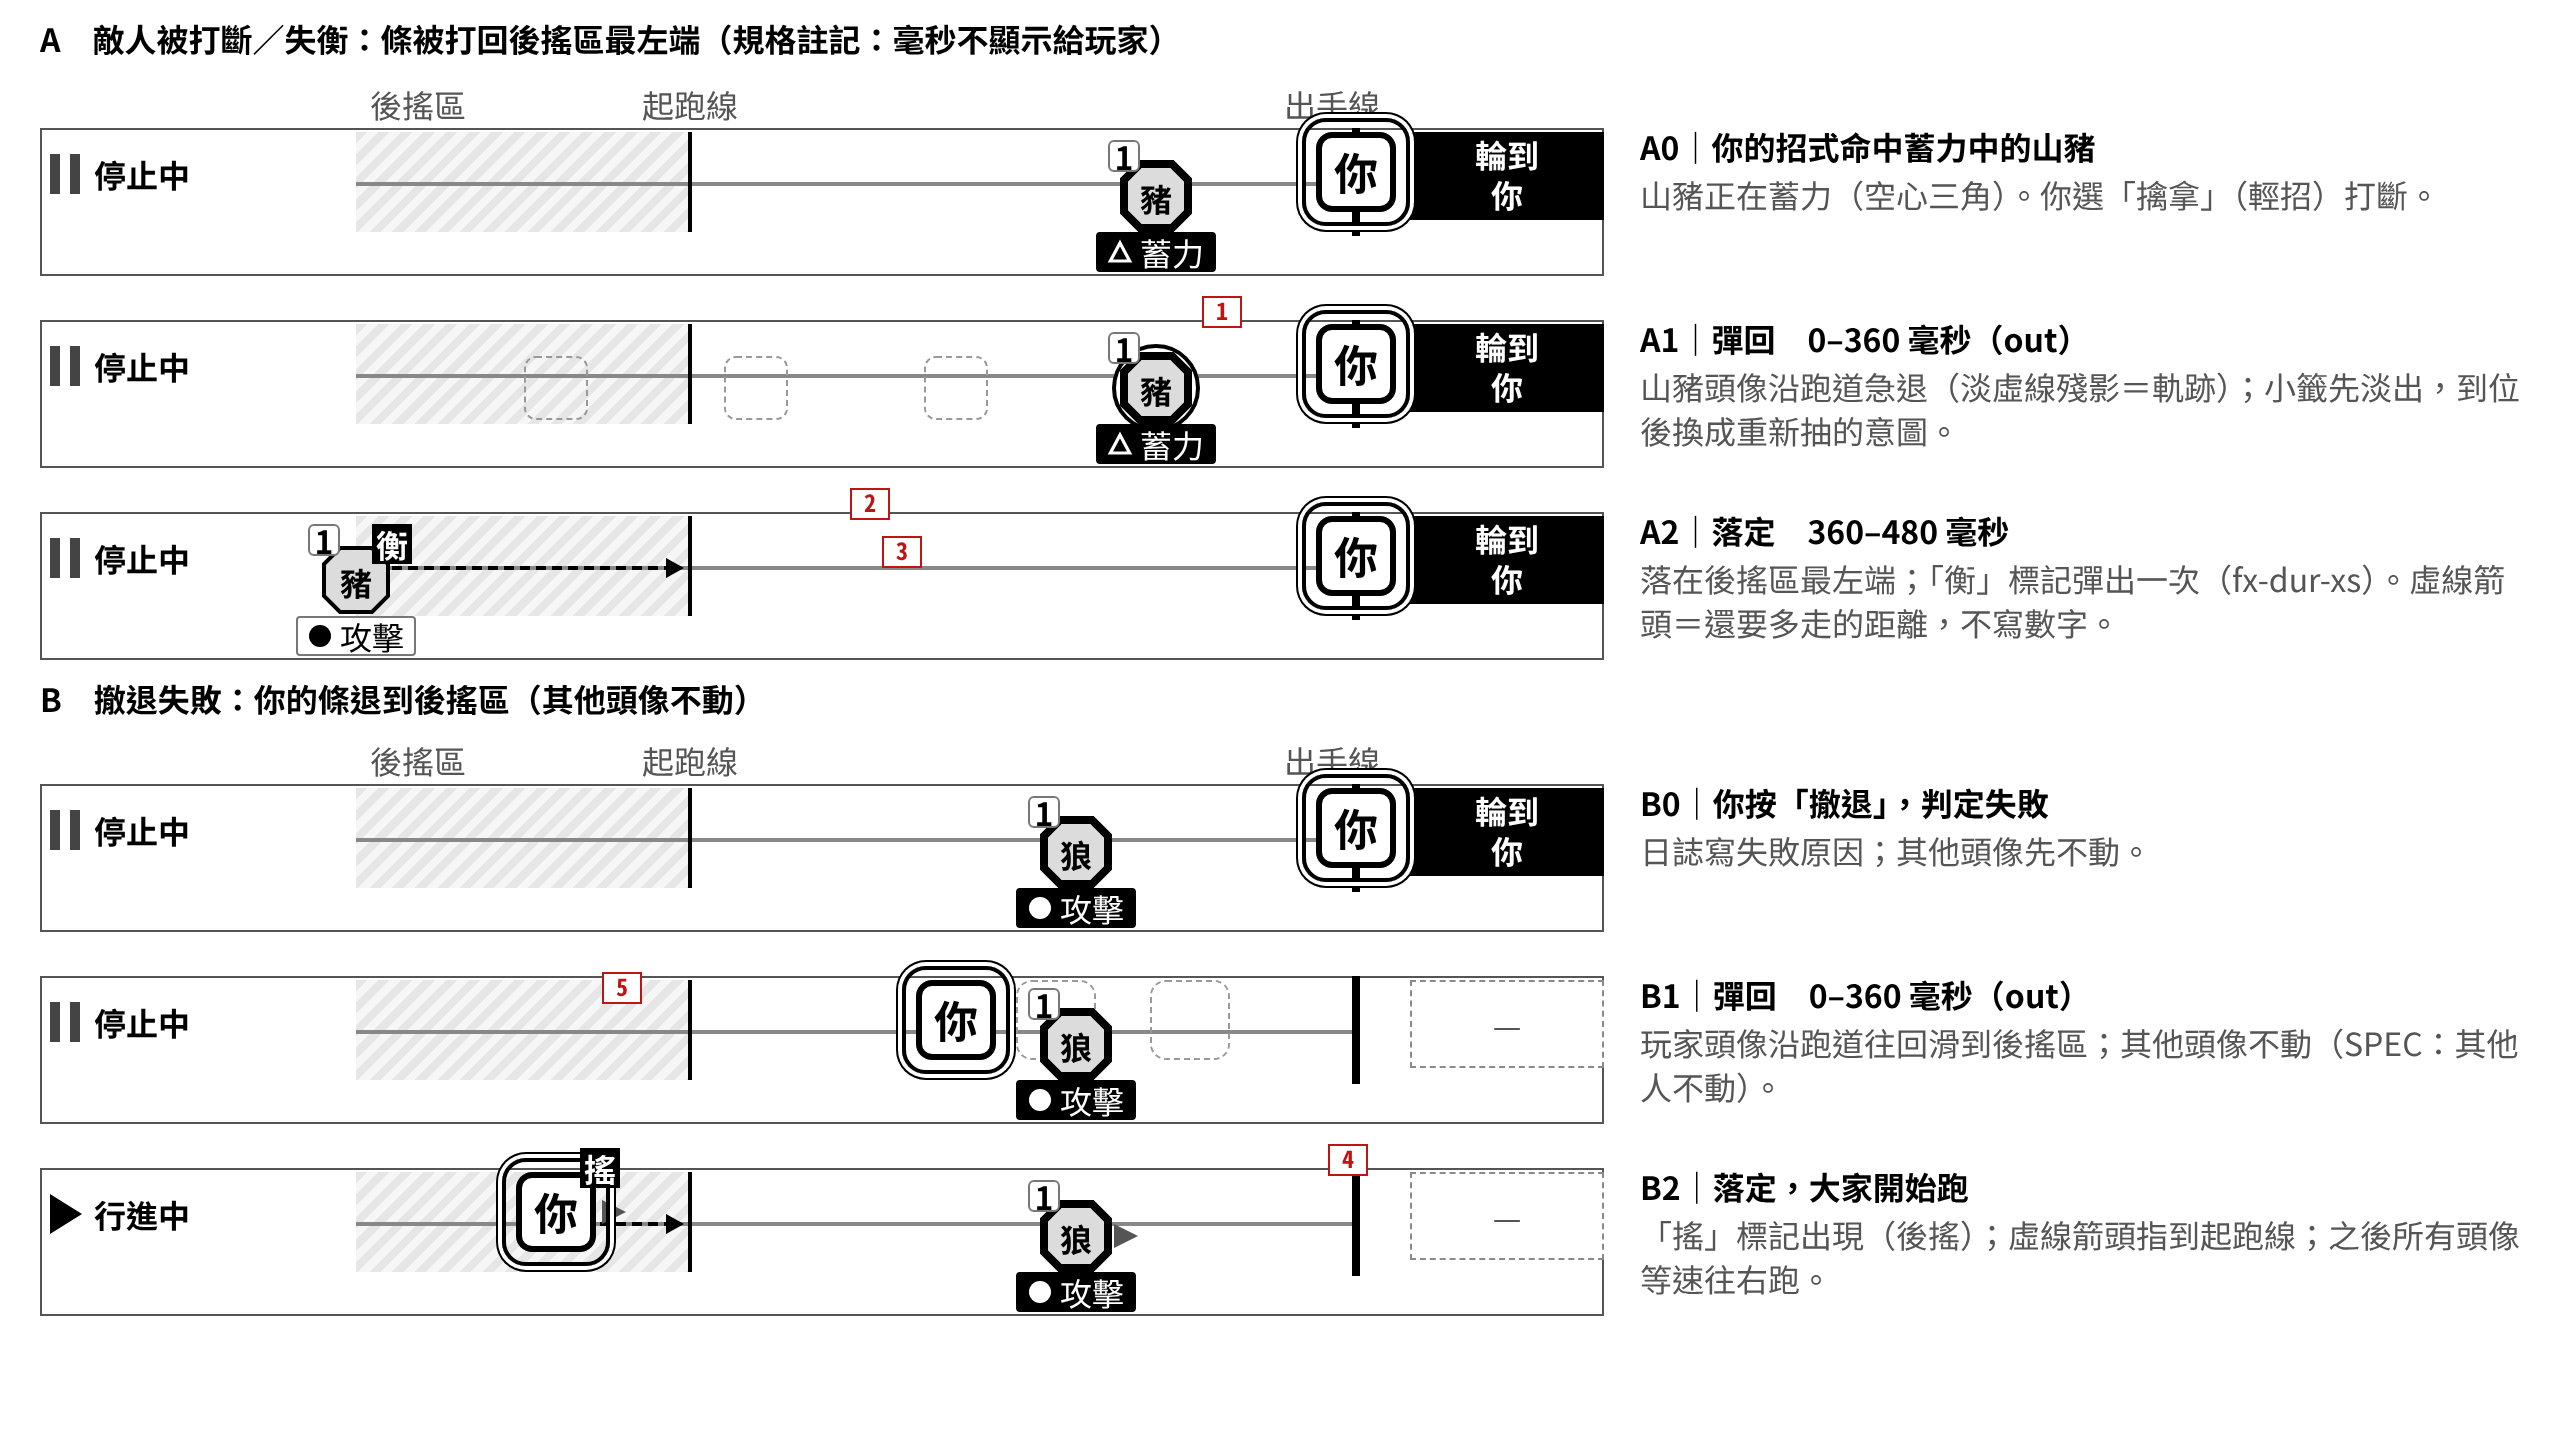 A　敵人被打斷／失衡：條被打回後搖區最左端（規格註記：毫秒不顯示給玩家）
後搖區　起跑線　出手線
停止中
1
豬
△ 蓄力
你
輪到
你
A0｜你的招式命中蓄力中的山豬
山豬正在蓄力（空心三角）。你選「擒拿」（輕招）打斷。
停止中
1
1
豬
△ 蓄力
你
輪到
你
A1｜彈回　0–360 毫秒（out）
山豬頭像沿跑道急退（淡虛線殘影＝軌跡）；小籤先淡出，到位
後換成重新抽的意圖。
停止中
2
3
1
衡
豬
● 攻擊
你
輪到
你
A2｜落定　360–480 毫秒
落在後搖區最左端；「衡」標記彈出一次（fx-dur-xs）。虛線箭
頭＝還要多走的距離，不寫數字。
B　撤退失敗：你的條退到後搖區（其他頭像不動）
後搖區　起跑線　出手線
停止中
1
狼
● 攻擊
你
輪到
你
B0｜你按「撤退」，判定失敗
日誌寫失敗原因；其他頭像先不動。
停止中
5
你
1
狼
● 攻擊
—
B1｜彈回　0–360 毫秒（out）
玩家頭像沿跑道往回滑到後搖區；其他頭像不動（SPEC：其他
人不動）。
行進中
4
搖
你
1
狼
● 攻擊
—
B2｜落定，大家開始跑
「搖」標記出現（後搖）；虛線箭頭指到起跑線；之後所有頭像
等速往右跑。